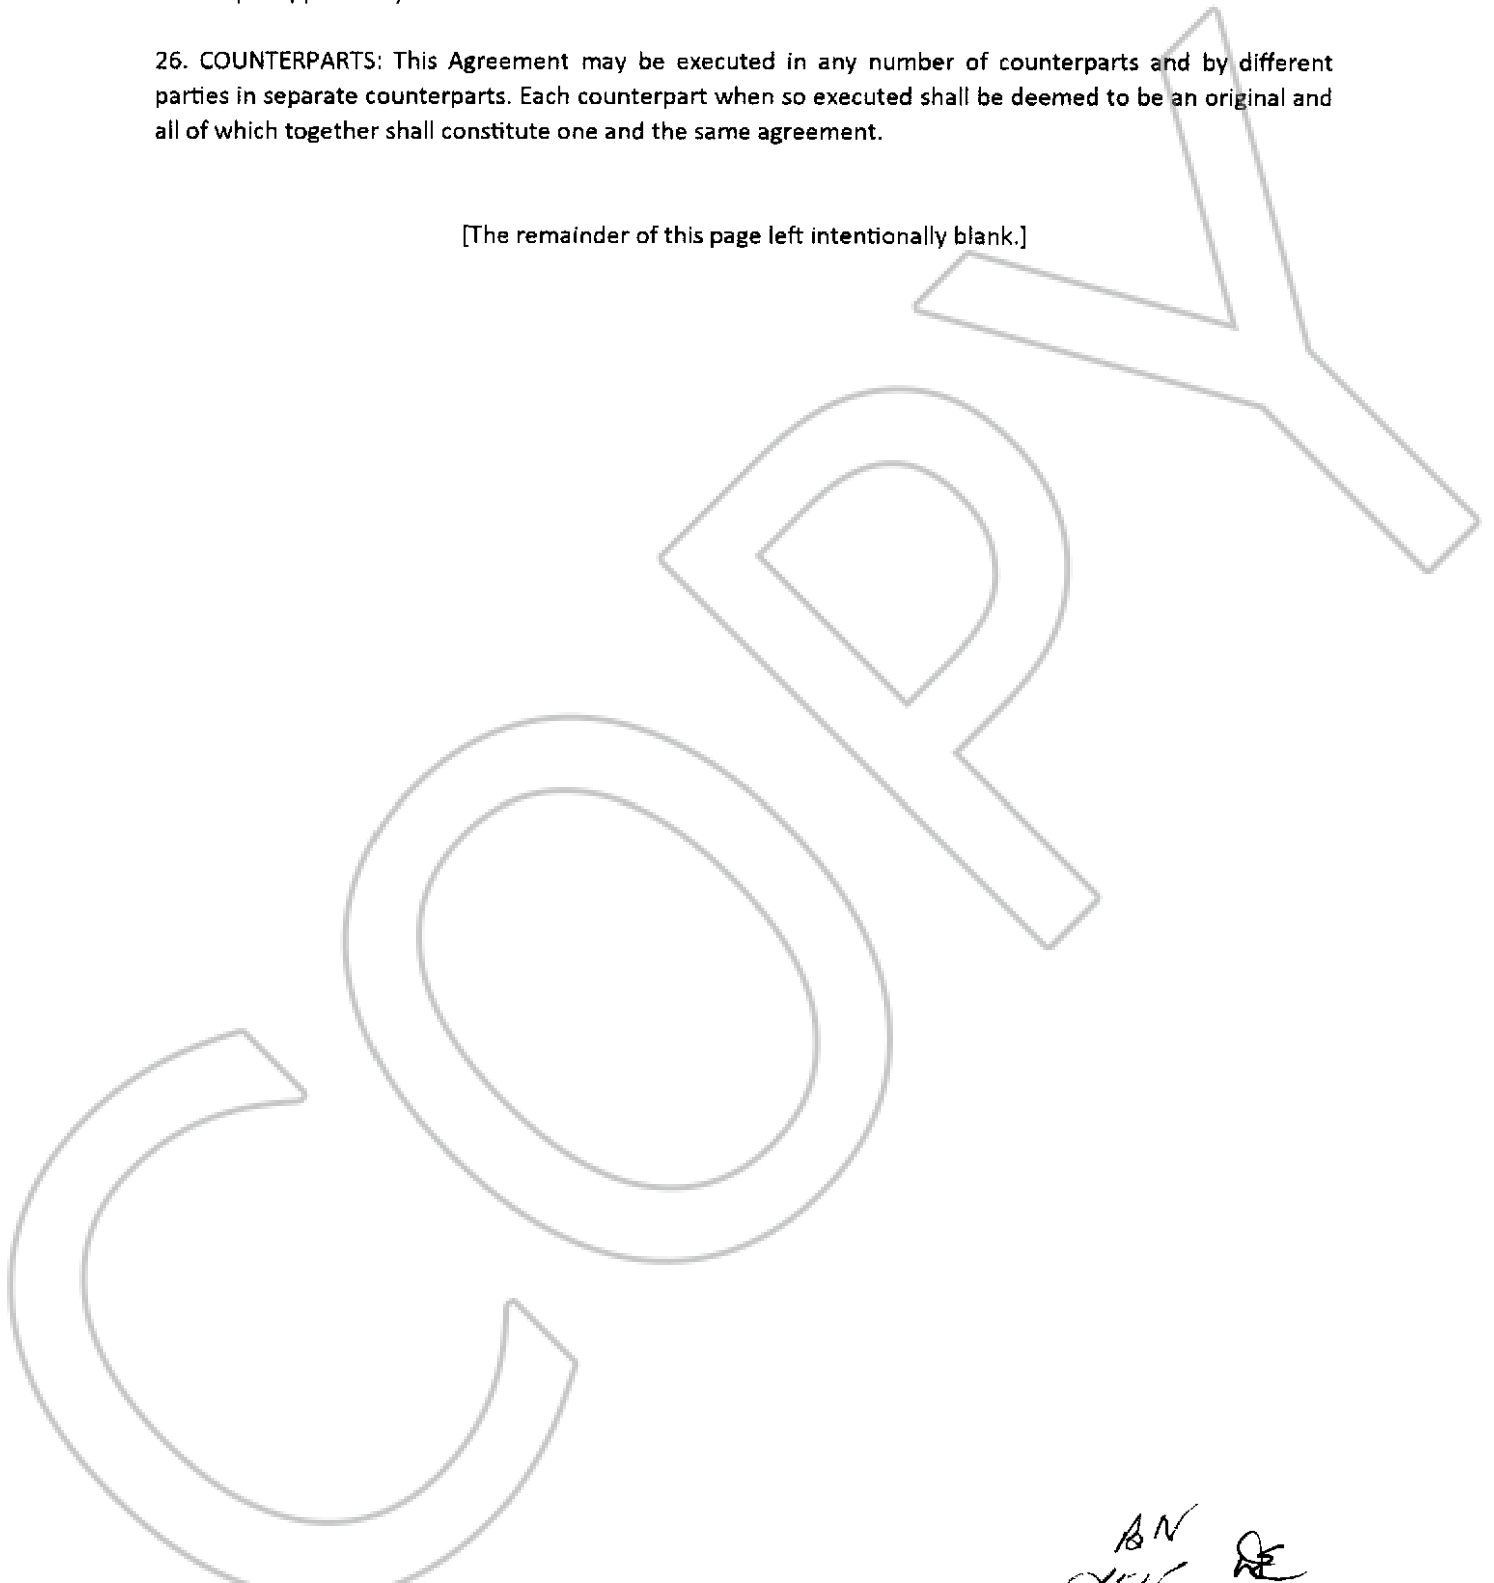 26. COUNTERPARTS: This Agreement may be executed in any number of counterparts and by different
parties in separate counterparts. Each counterpart when so executed shall be deemed to be an original and
all of which together shall constitute one and the same agreement.
[The remainder of this page left intentionally blank.]
COPY